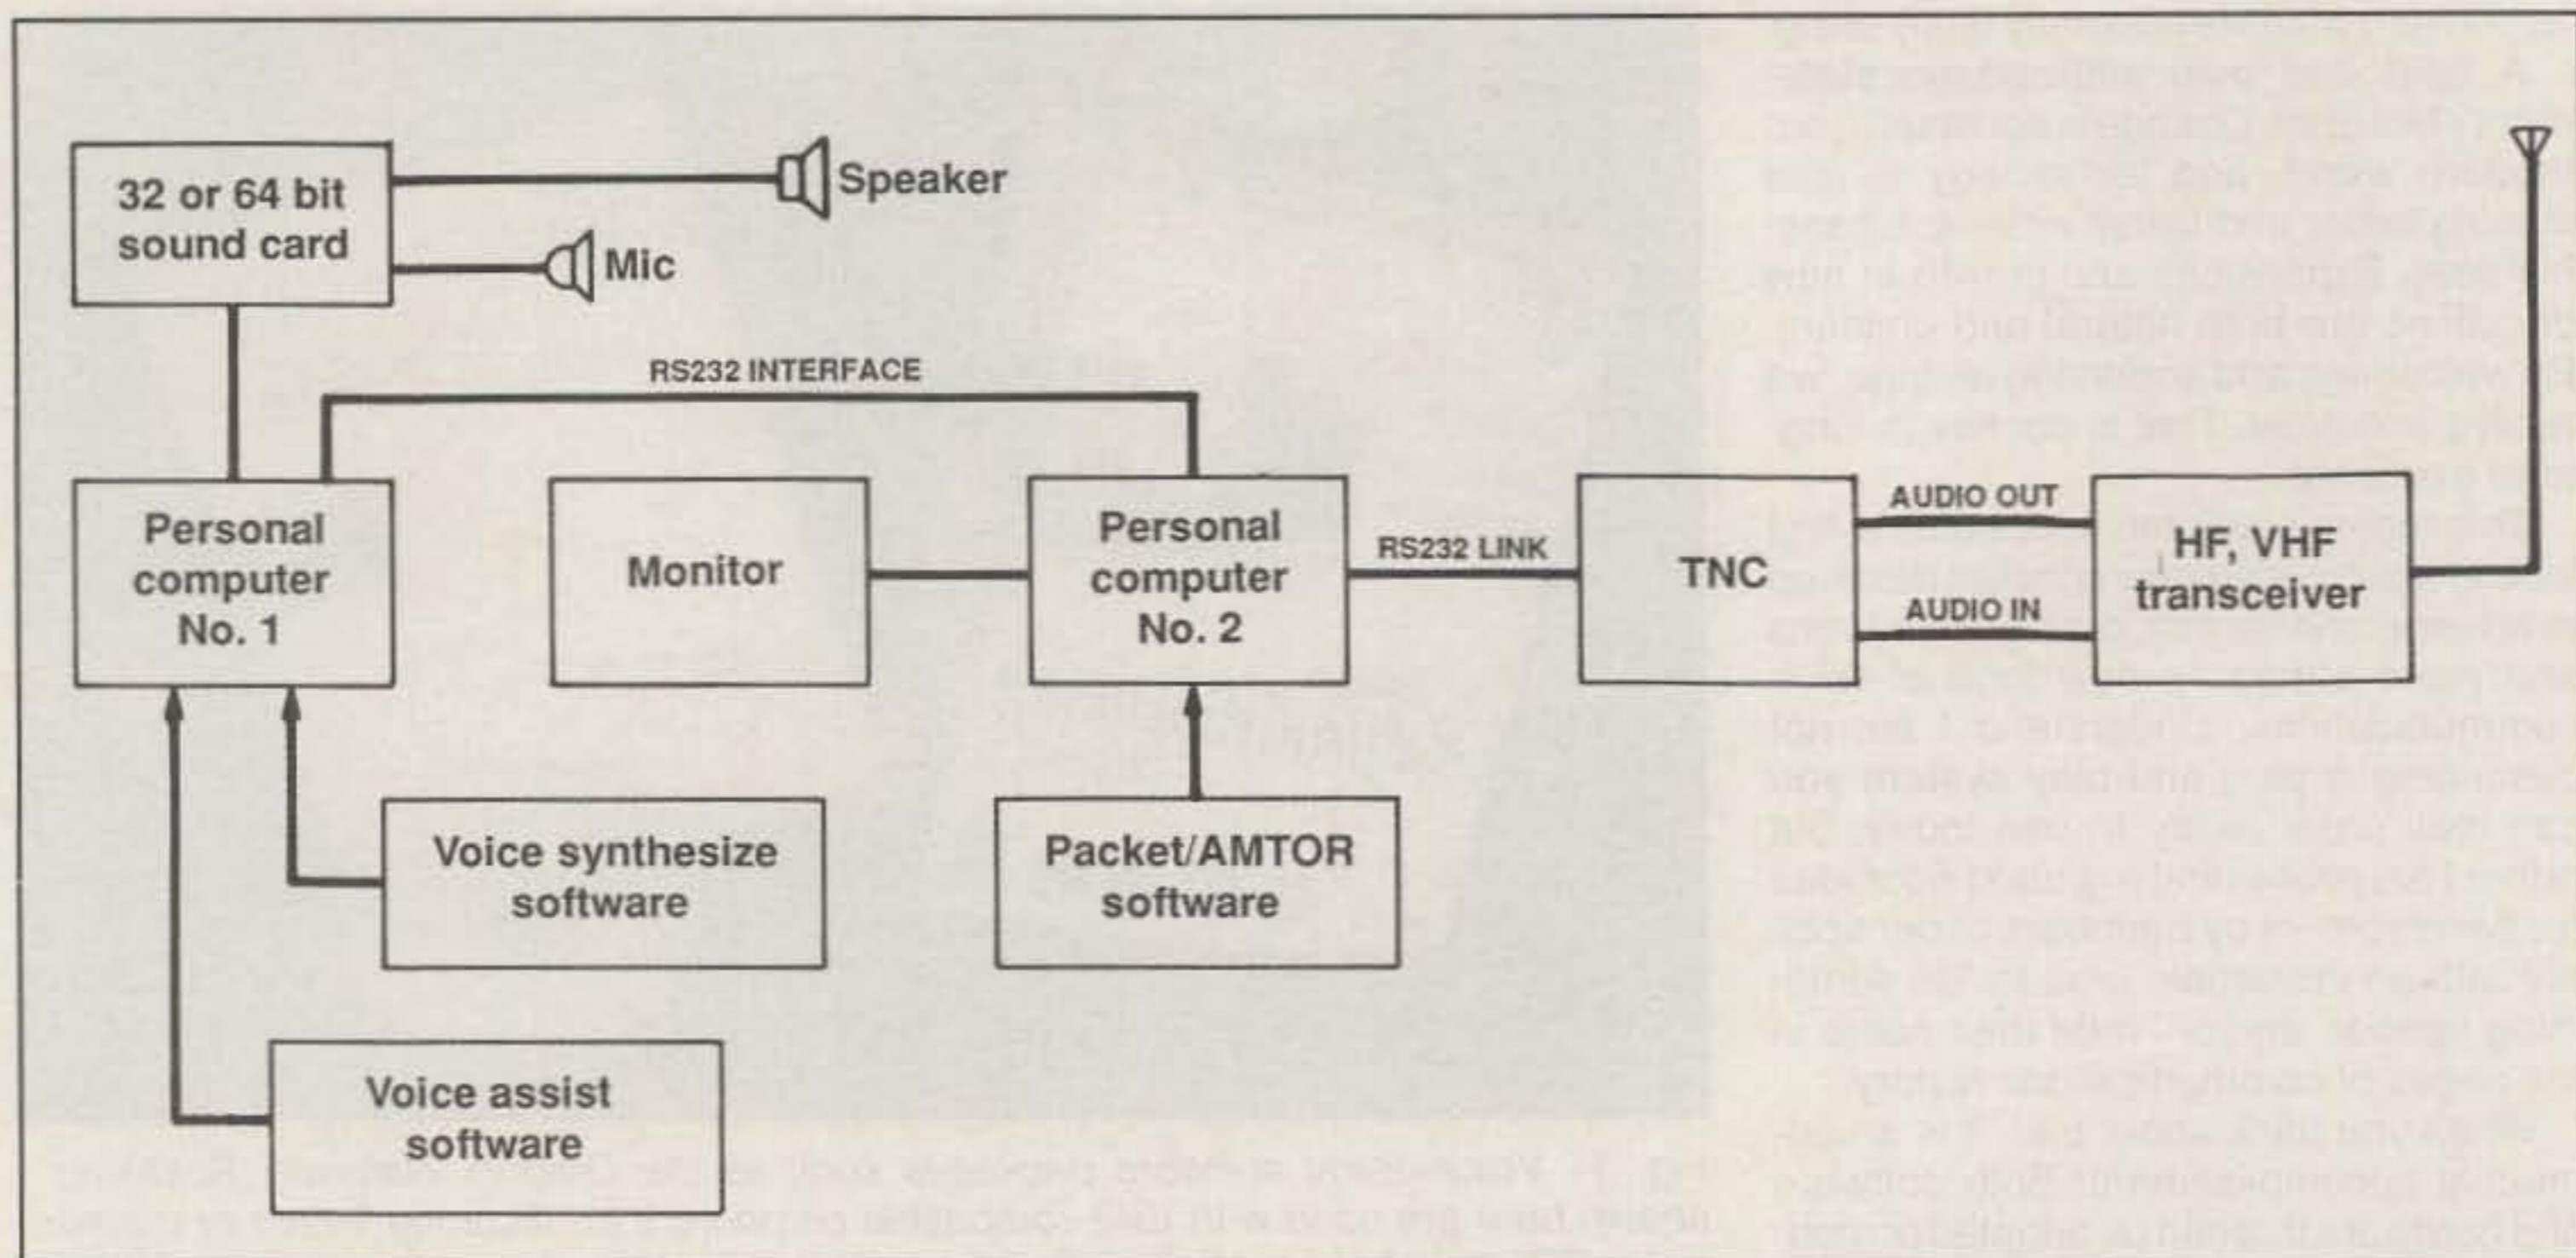 32 or 64 bit
sound card
Speaker
Mic
RS232 INTERFACE
Personal
computer
No. 1
Monitor
Personal
computer
No. 2
RS232 LINK
TNC
AUDIO OUT
AUDIO IN
HF, VHF
transceiver
Voice synthesize
software
Packet/AMTOR
software
Voice assist
software